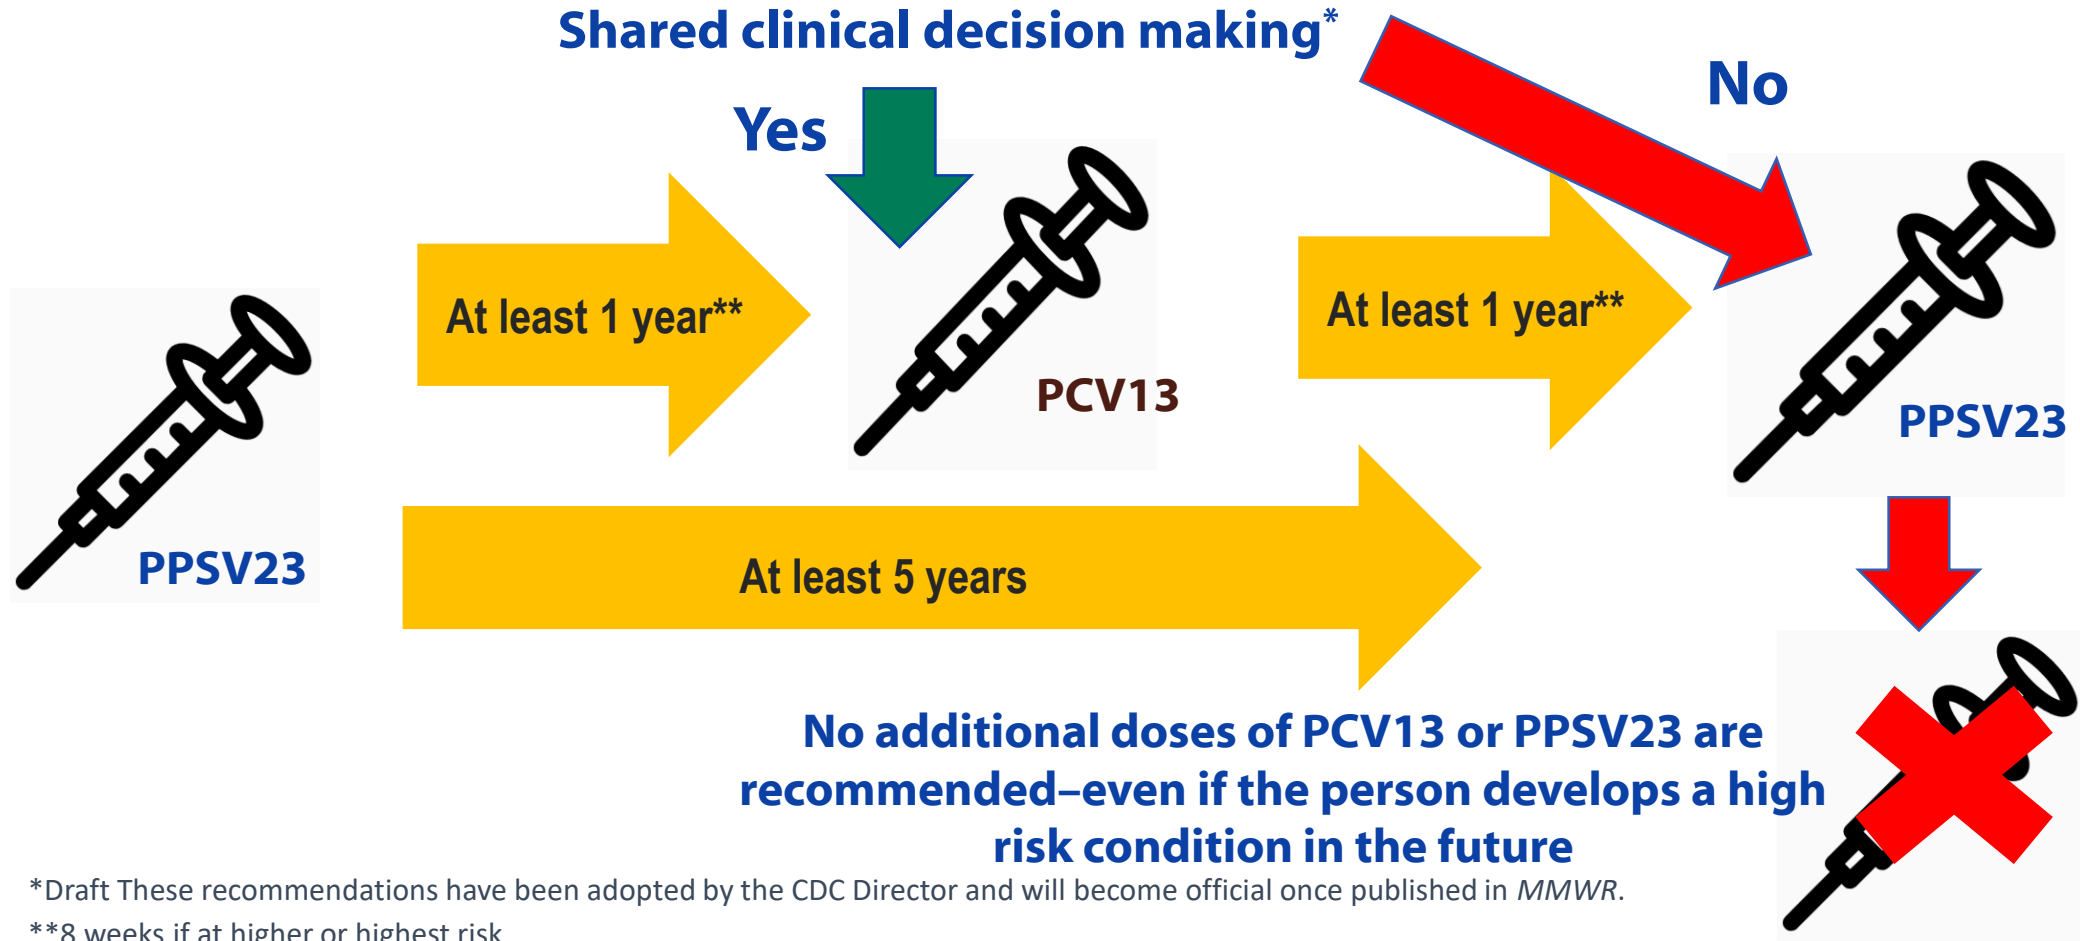 Shared clinical decision making*
No
Yes
At least 1 year**
At least 1 year**
PCV13
PPSV23
PPSV23
At least 5 years
No additional doses of PCV13 or PPSV23 are
recommended–even if the person develops a high
risk condition in the future
*Draft These recommendations have been adopted by the CDC Director and will become official once published in MMWR.
**8 weeks if at higher or highest risk